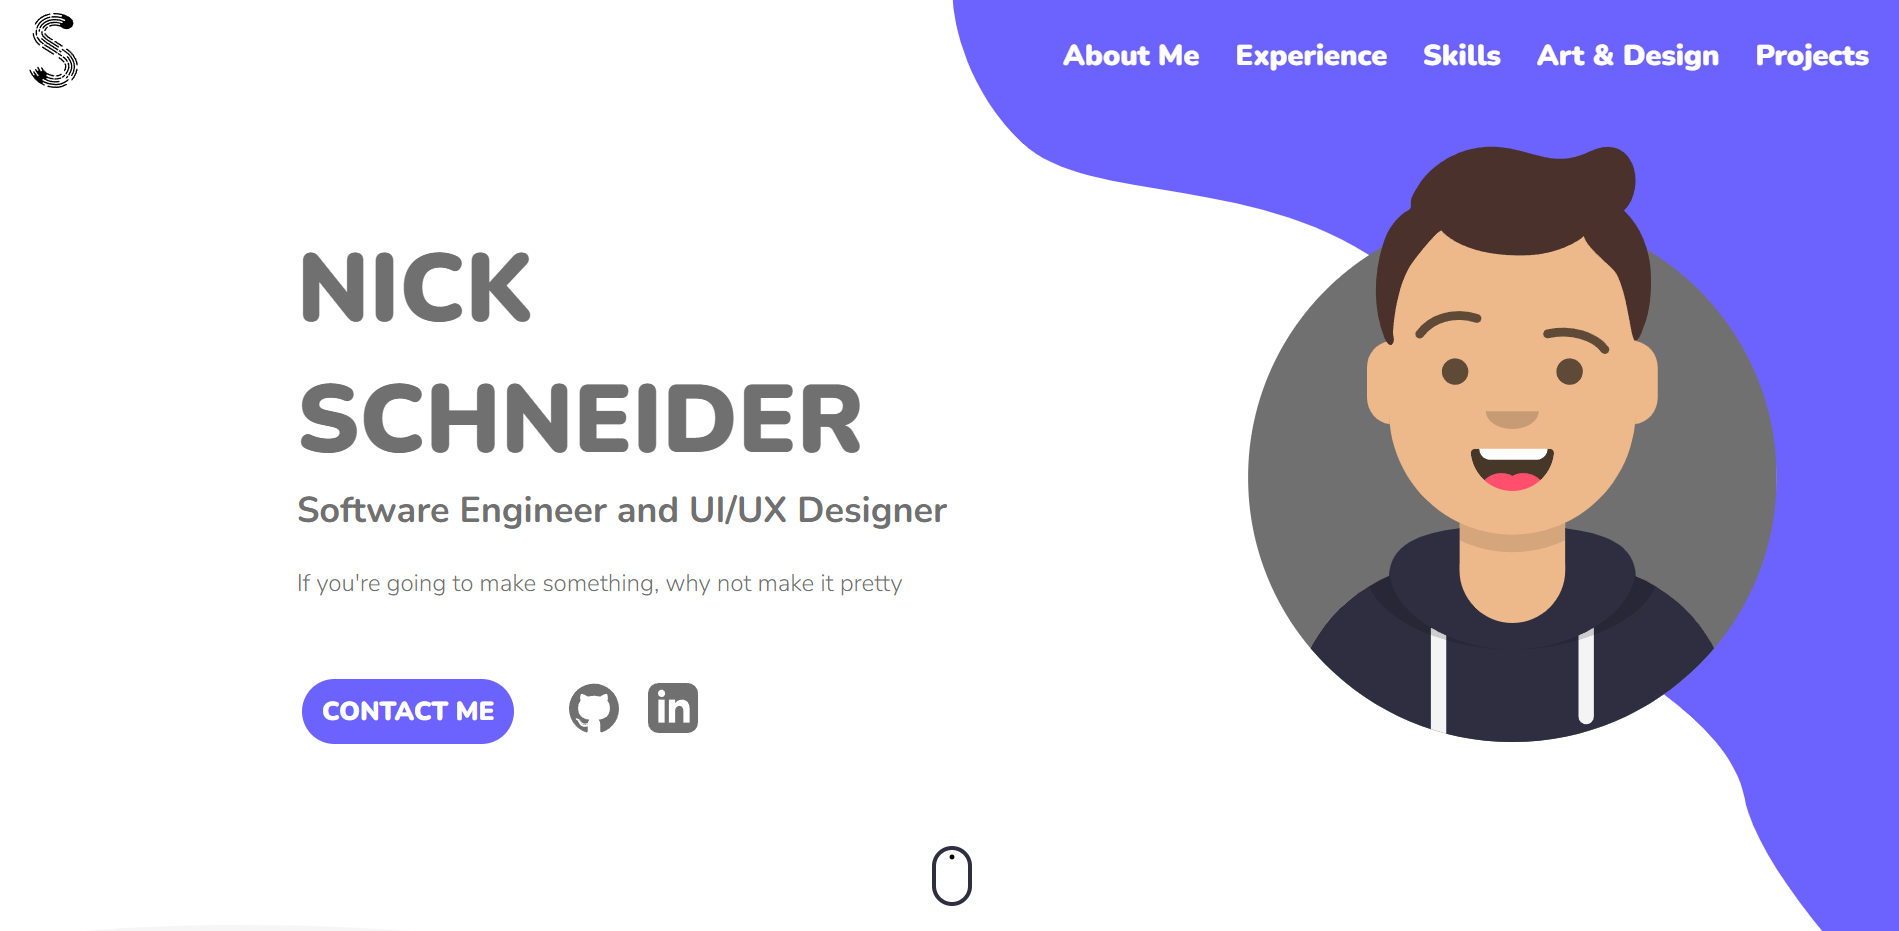 S
About Me Experience Skills Art & Design Projects
NICK
SCHNEIDER
Software Engineer and UI/UX Designer
If you're going to make something, why not make it pretty
CONTACT ME
in